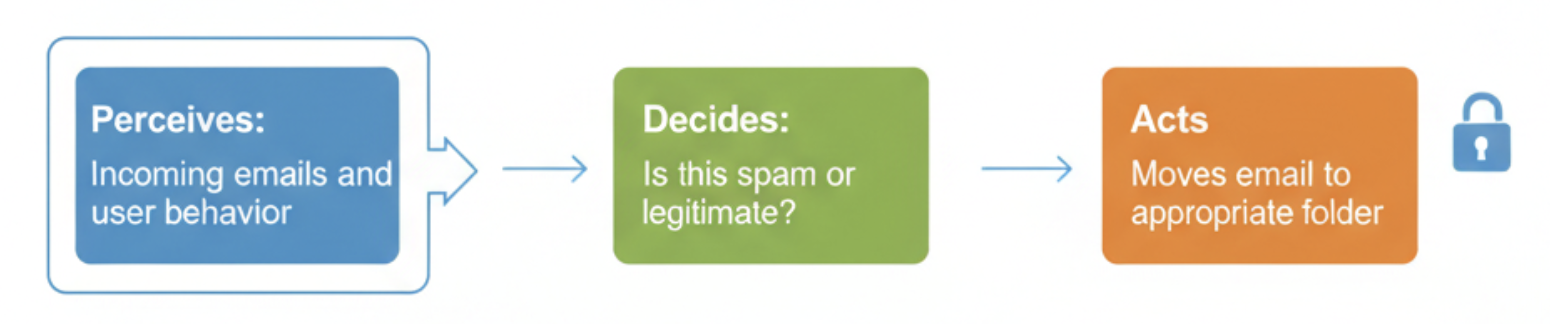 Perceives:
Incoming emails and
user behavior
Decides:
Is this spam or
legitimate?
Acts
Moves email to
appropriate folder